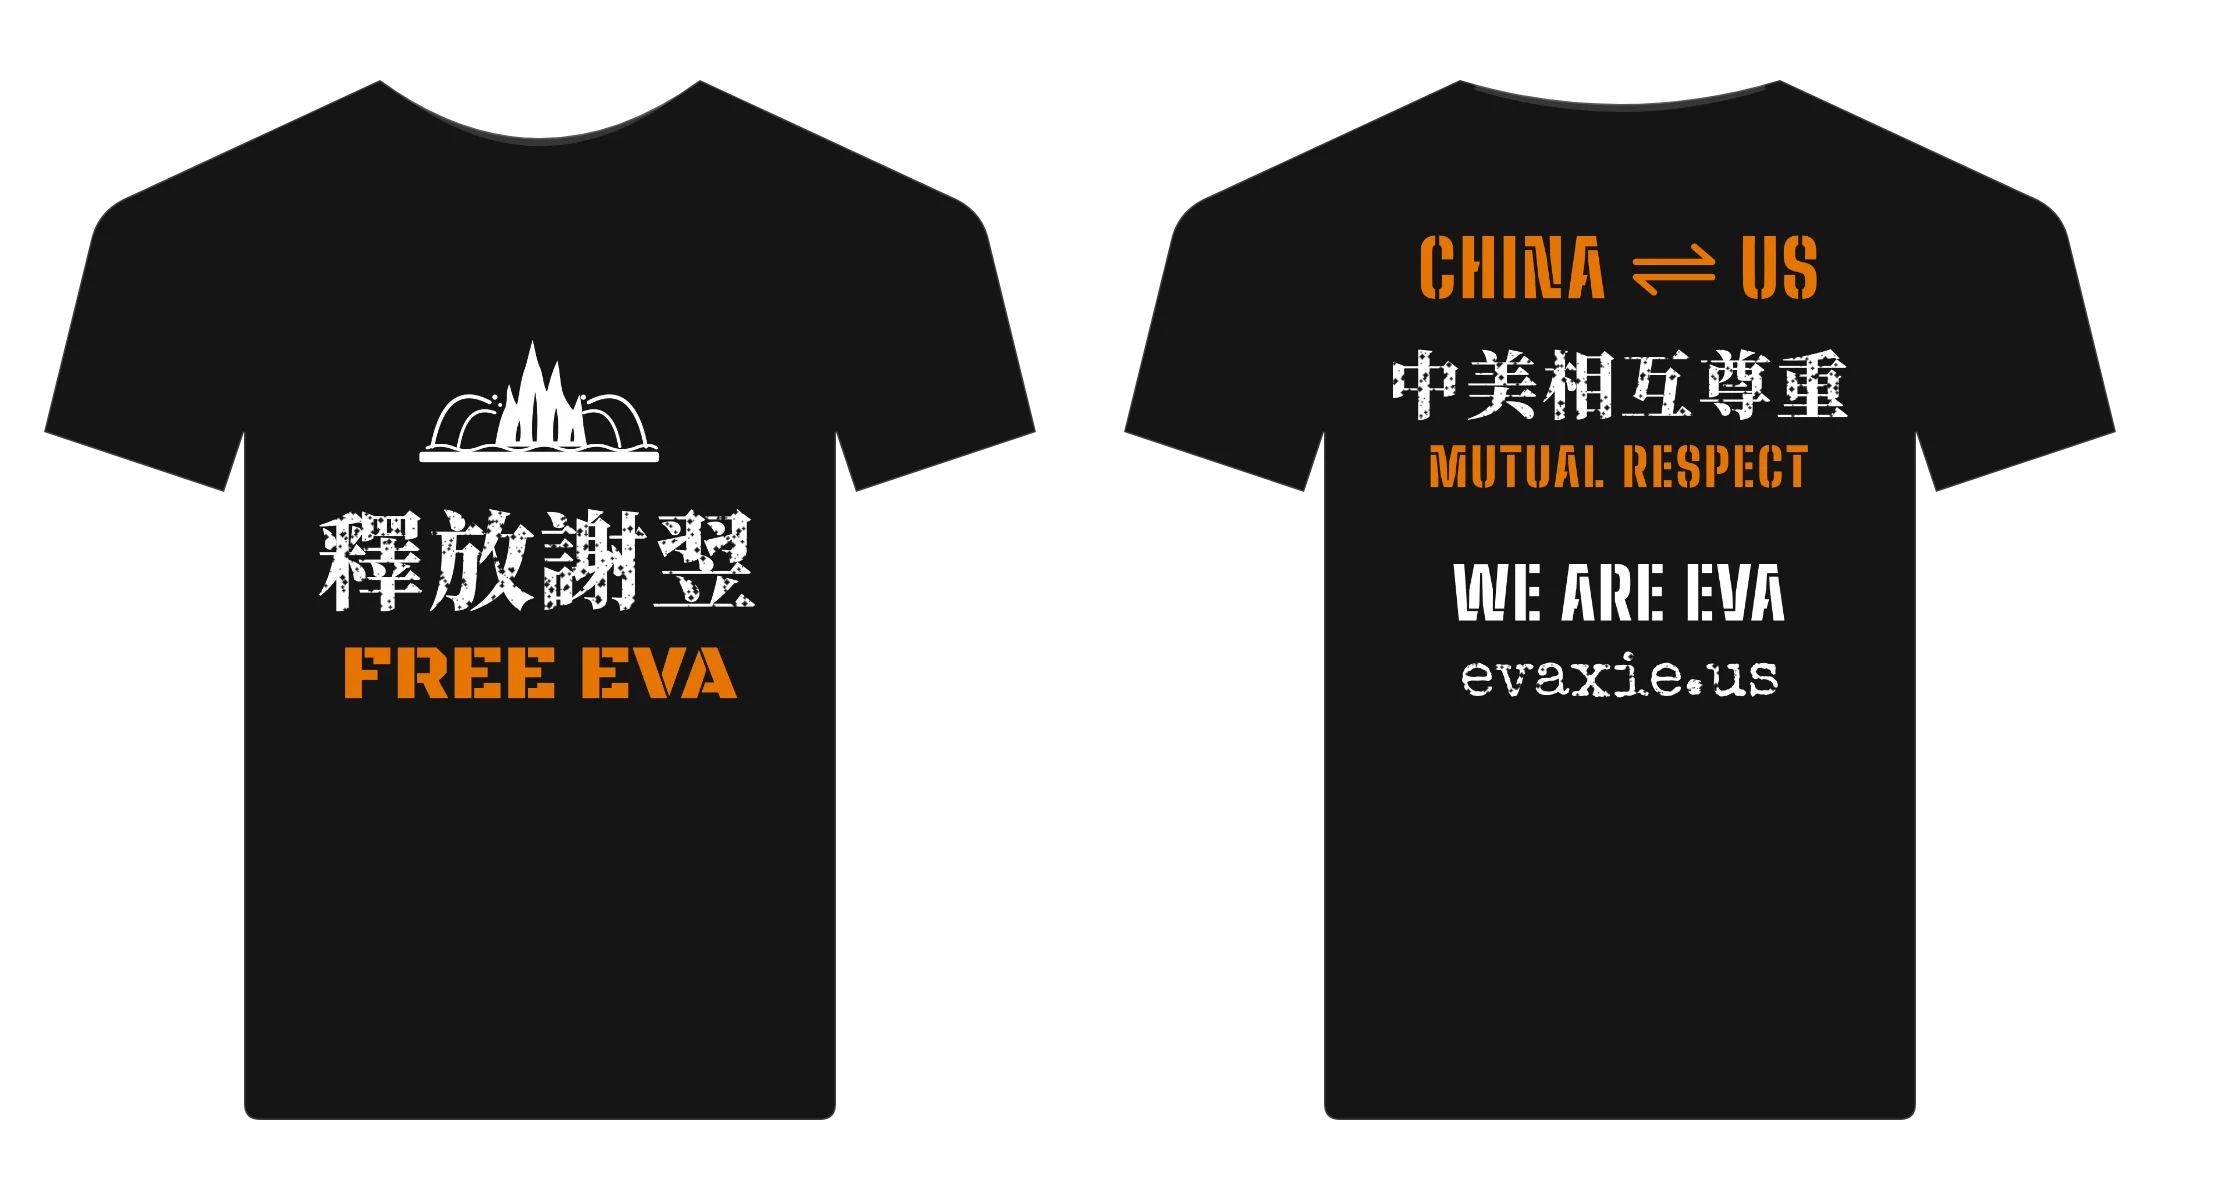 釋放謝翌
FREE EVA
CHINA ⇌ US
中美相互尊重
MUTUAL RESPECT
WE ARE EVA
evaxie.us